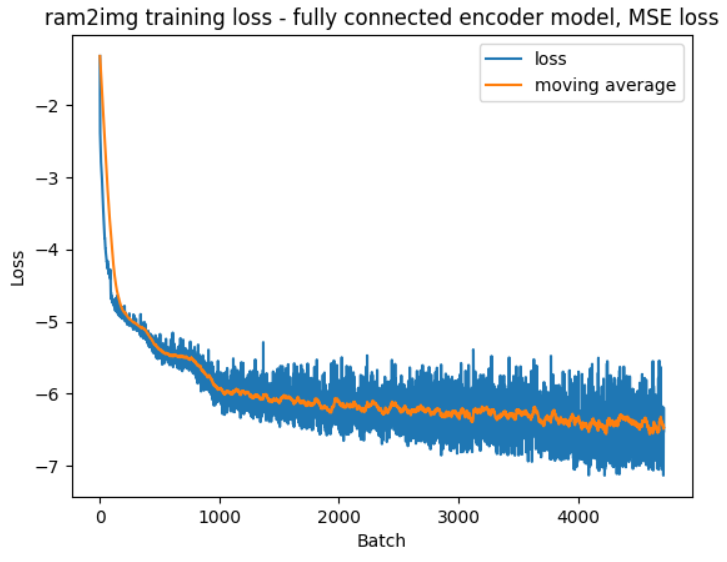 ram2img training loss - fully connected encoder model, MSE loss
loss
moving average
−2
−3
−4
−5
−6
−7
Loss
0
1000
2000
3000
4000
Batch